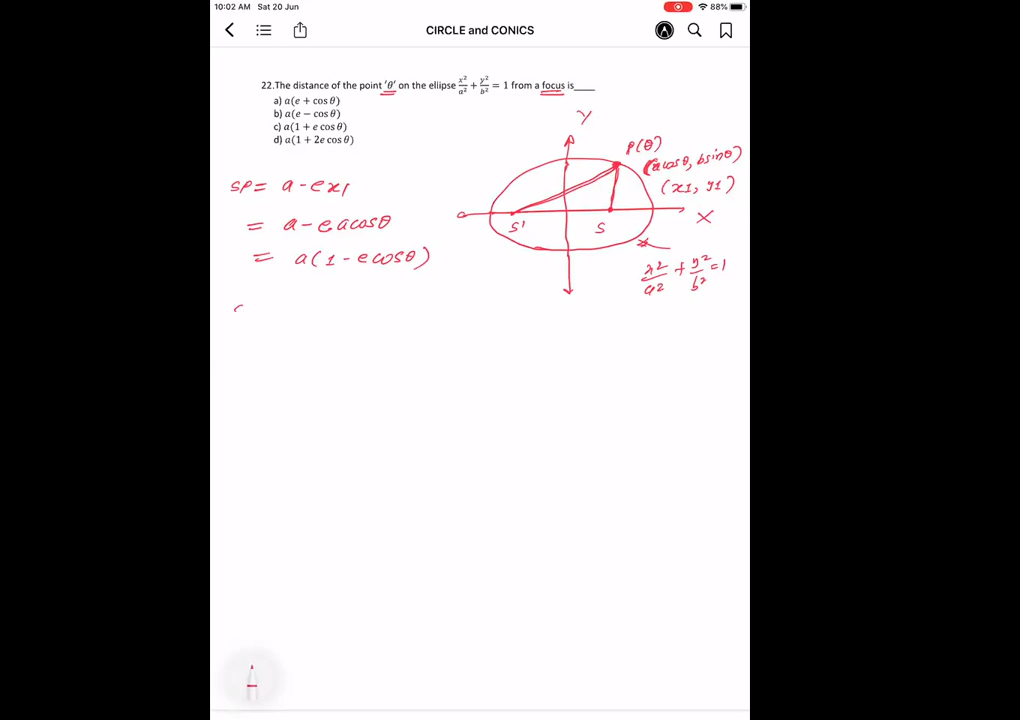 10:02 AM Sat 20 Jun
88%
CIRCLE and CONICS
22.The distance of the point 'θ' on the ellipse x²/a² + y²/b² = 1 from a focus is____
a) a(e + cos θ)
b) a(e − cos θ)
c) a(1 + e cos θ)
d) a(1 + 2e cos θ)
Y
P(θ)
(acosθ, bsinθ)
(x1, y1)
SP = a - ex1
= a - eacosθ
= a(1 - ecosθ)
S'
S
X
x²/a² + y²/b² = 1